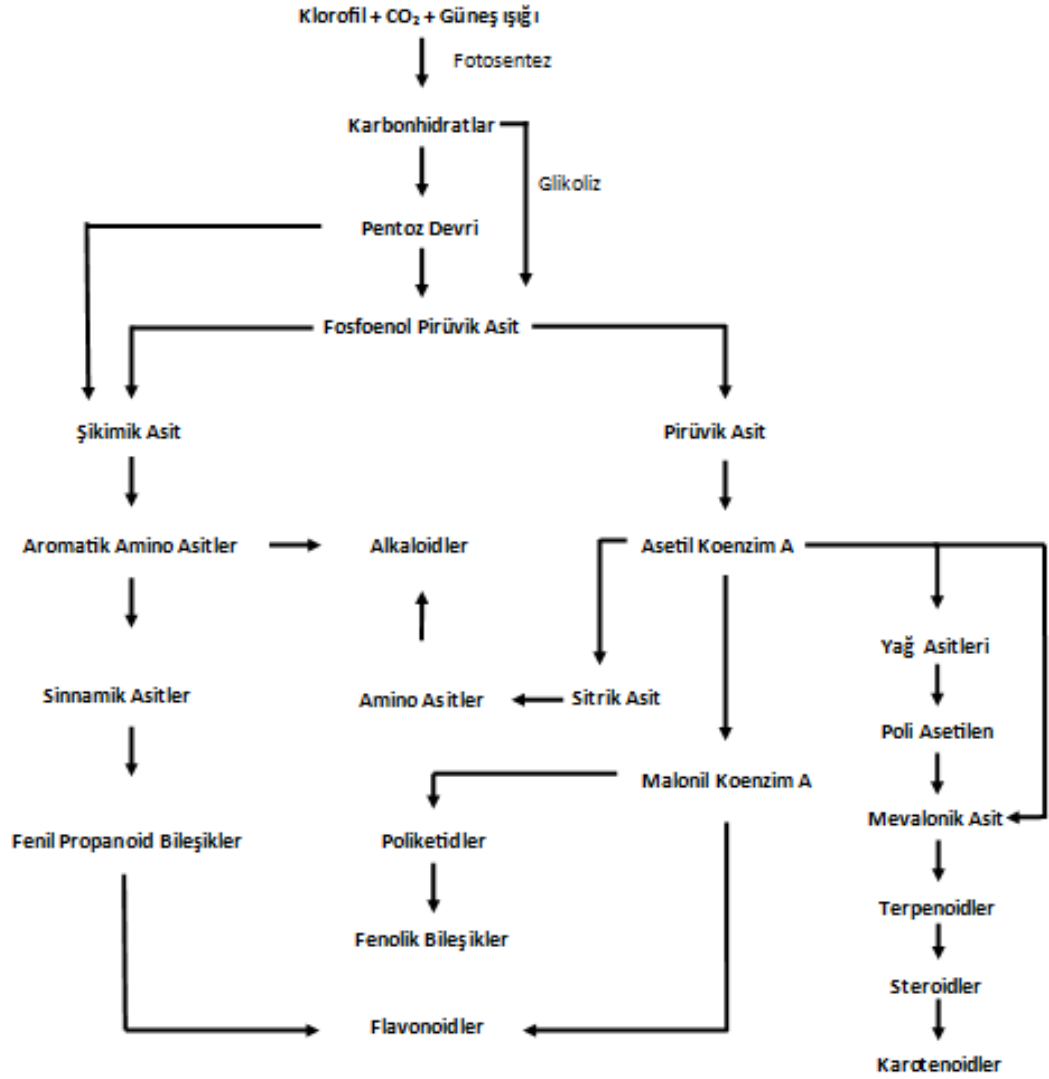 Klorofil + CO₂ + Güneş ışığı
Fotosentez
Karbonhidratlar
Glikoliz
Pentoz Devri
Fosfoenol Pirüvik Asit
Şikimik Asit
Pirüvik Asit
Aromatik Amino Asitler
Alkaloidler
Asetil Koenzim A
Yağ Asitleri
Sinnamik Asitler
Amino Asitler
Sitrik Asit
Poli Asetilen
Malonil Koenzim A
Mevalonik Asit
Fenil Propanoid Bileşikler
Poliketidler
Terpenoidler
Fenolik Bileşikler
Steroidler
Flavonoidler
Karotenoidler